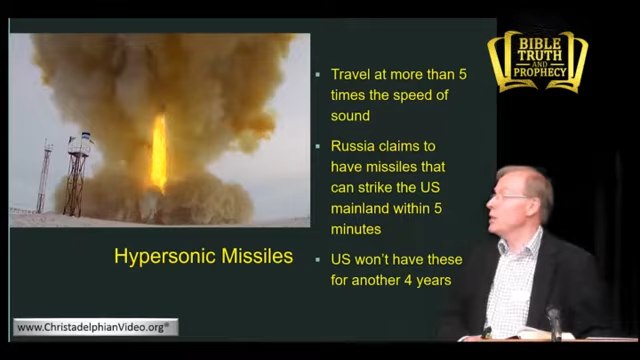 Travel at more than 5
times the speed of
sound
Russia claims to
have missiles that
can strike the US
mainland within 5
minutes
US won't have these
for another 4 years
Hypersonic Missiles
BIBLE
TRUTH
AND
PROPHECY
www.ChristadelphianVideo.org®